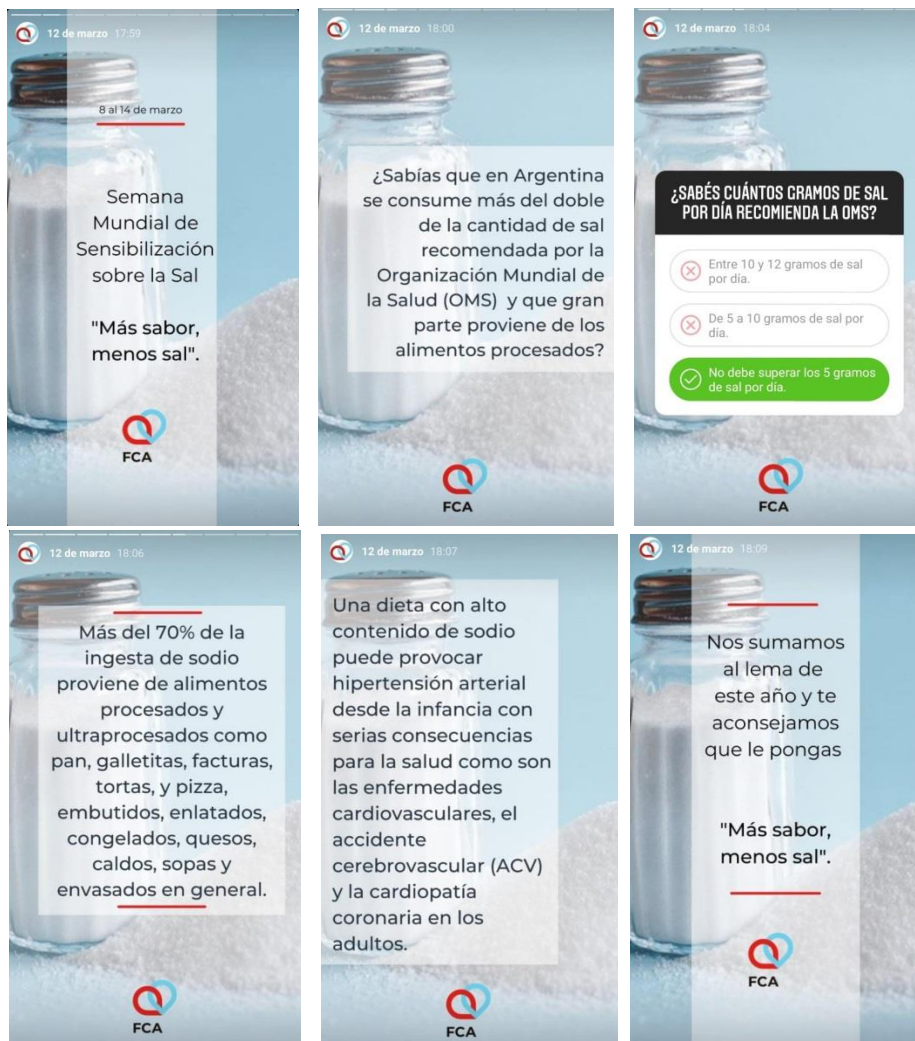 12 de marzo 17:59
8 al 14 de marzo
Semana
Mundial de
Sensibilización
sobre la Sal
"Más sabor,
menos sal".
FCA
12 de marzo 18:00
¿Sabías que en Argentina
se consume más del doble
de la cantidad de sal
recomendada por la
Organización Mundial de
la Salud (OMS) y que gran
parte proviene de los
alimentos procesados?
FCA
12 de marzo 18:04
¿SABÉS CUÁNTOS GRAMOS DE SAL
POR DÍA RECOMIENDA LA OMS?
Entre 10 y 12 gramos de sal
por día.
De 5 a 10 gramos de sal por
día.
No debe superar los 5 gramos
de sal por día.
FCA
12 de marzo 18:06
Más del 70% de la
ingesta de sodio
proviene de alimentos
procesados y
ultraprocesados como
pan, galletitas, facturas,
tortas, y pizza,
embutidos, enlatados,
congelados, quesos,
caldos, sopas y
envasados en general.
FCA
12 de marzo 18:07
Una dieta con alto
contenido de sodio
puede provocar
hipertensión arterial
desde la infancia con
serias consecuencias
para la salud como son
las enfermedades
cardiovasculares, el
accidente
cerebrovascular (ACV)
y la cardiopatía
coronaria en los
adultos.
FCA
12 de marzo 18:09
Nos sumamos
al lema de
este año y te
aconsejamos
que le pongas
"Más sabor,
menos sal".
FCA